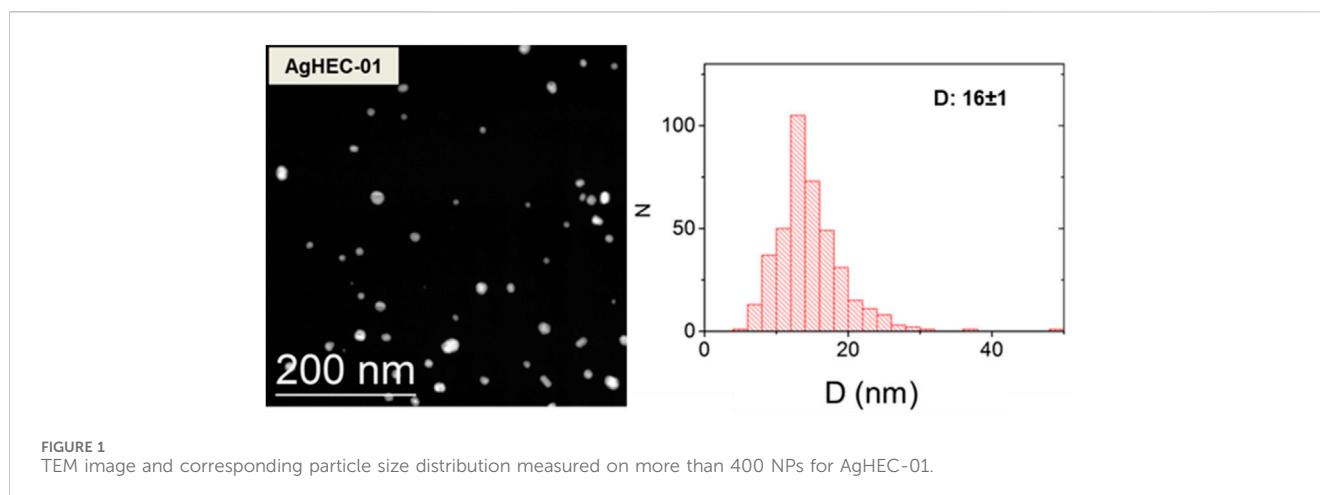 AgHEC-01
200 nm
D: 16±1
100
50
0
N
0 20 40
D (nm)
FIGURE 1
TEM image and corresponding particle size distribution measured on more than 400 NPs for AgHEC-01.